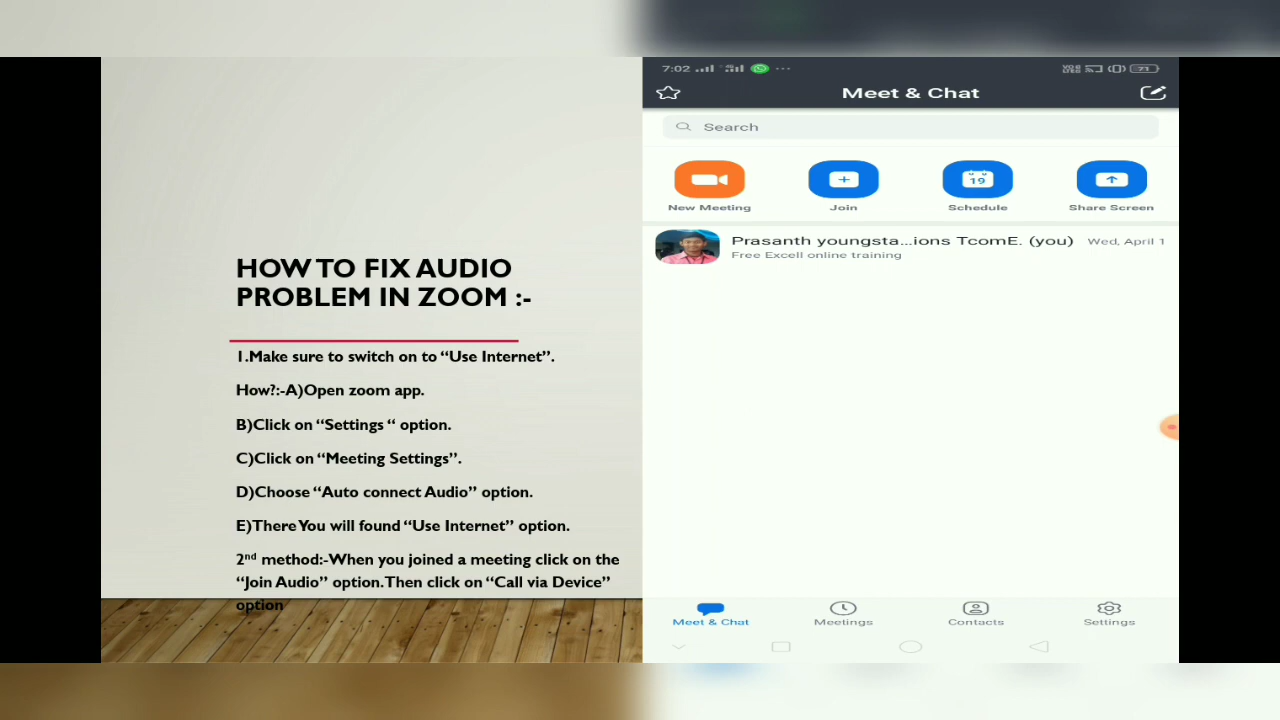 HOW TO FIX AUDIO
PROBLEM IN ZOOM :-
1.Make sure to switch on to “Use Internet”.
How?:-A)Open zoom app.
B)Click on “Settings “ option.
C)Click on “Meeting Settings”.
D)Choose “Auto connect Audio” option.
E)There You will found “Use Internet” option.
2nd method:-When you joined a meeting click on the
“Join Audio” option.Then click on “Call via Device”
option
7:02
71
Meet & Chat
Search
19
New Meeting
Join
Schedule
Share Screen
Prasanth youngsta...ions TcomE. (you)
Wed, April 1
Free Excell online training
Meet & Chat
Meetings
Contacts
Settings